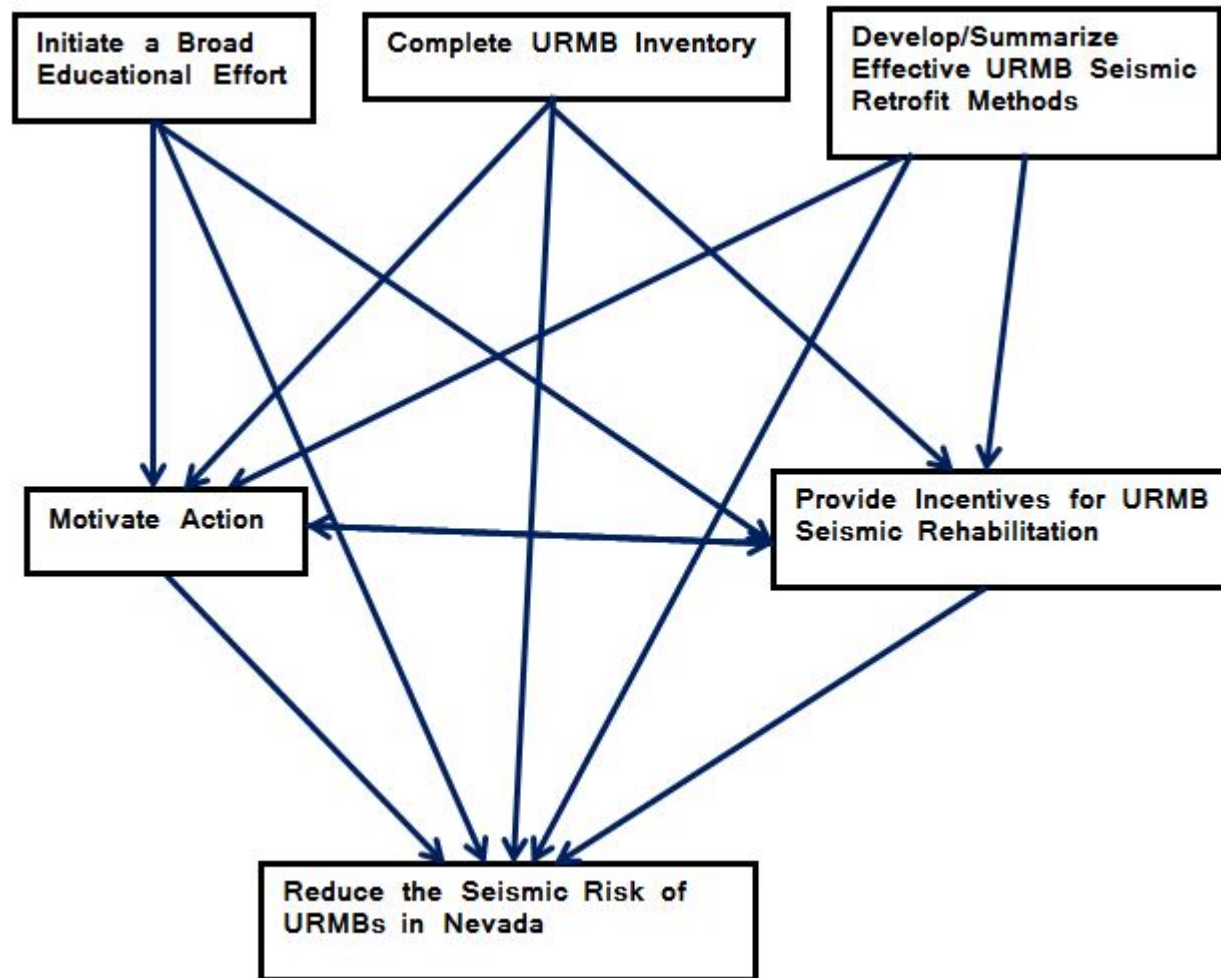 Initiate a Broad
Educational Effort
Complete URMB Inventory
Develop/Summarize
Effective URMB Seismic
Retrofit Methods
Motivate Action
Provide Incentives for URMB
Seismic Rehabilitation
Reduce the Seismic Risk of
URMBs in Nevada